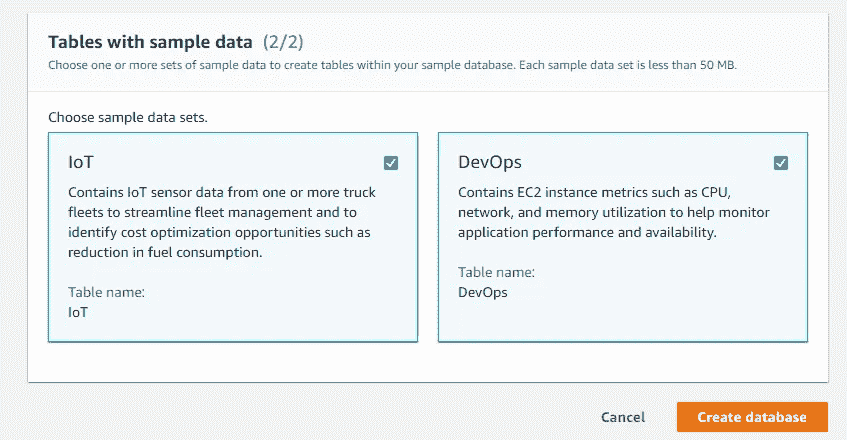 Tables with sample data (2/2)
Choose one or more sets of sample data to create tables within your sample database. Each sample data set is less than 50 MB.
Choose sample data sets.
IoT
Contains IoT sensor data from one or more truck
fleets to streamline fleet management and to
identify cost optimization opportunities such as
reduction in fuel consumption.
Table name:
IoT
DevOps
Contains EC2 instance metrics such as CPU,
network, and memory utilization to help monitor
application performance and availability.
Table name:
DevOps
Cancel
Create database